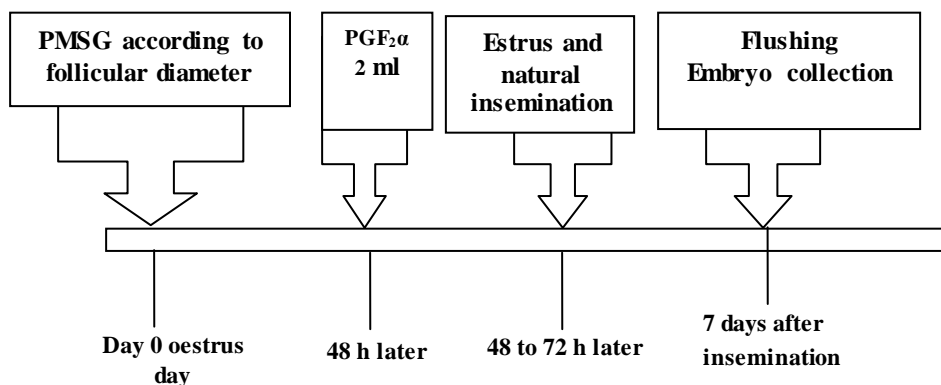 PMSG according to
follicular diameter
PGF₂α
2 ml
Estrus and
natural
insemination
Flushing
Embryo collection
Day 0 oestrus
day
48 h later
48 to 72 h later
7 days after
insemination